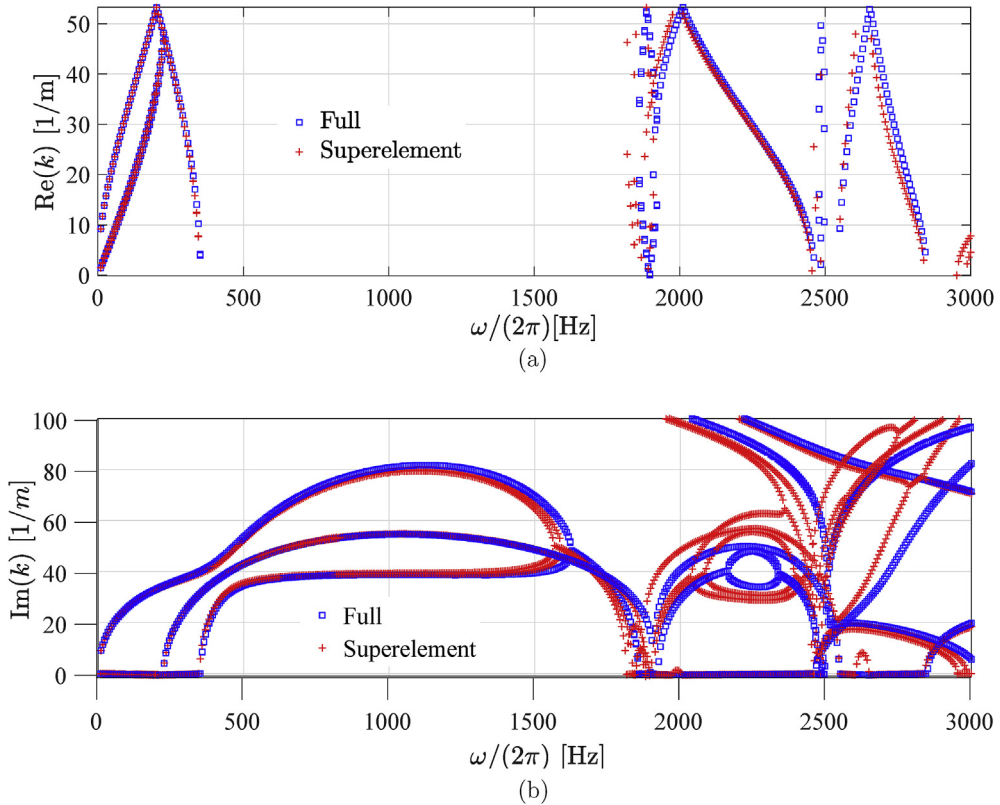 50
40
30
20
10
0
Re(k) [1/m]
Full
Superelement
0 500 1000 1500 2000 2500 3000
ω/(2π)[Hz]
(a)
100
80
60
40
20
0
Im(k) [1/m]
Full
Superelement
0 500 1000 1500 2000 2500 3000
ω/(2π) [Hz]
(b)